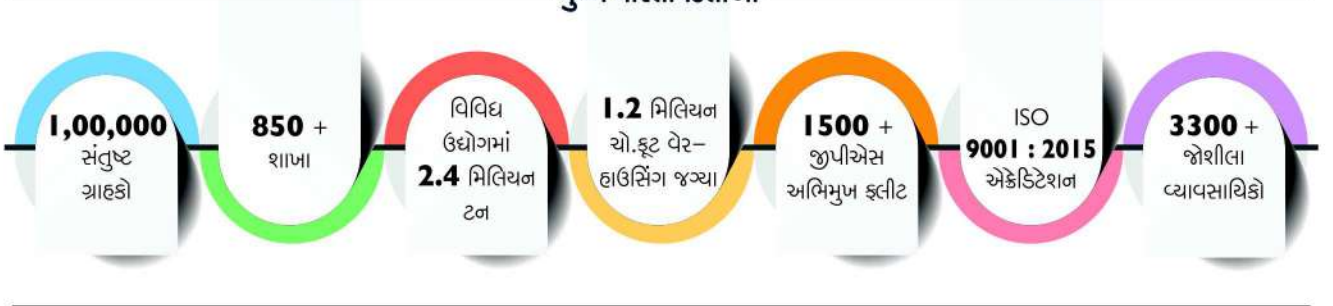 1,00,000
સંતુષ્ટ
ગ્રાહકો
850 +
શાખા
વિવિધ
ઉદ્યોગમાં
2.4 મિલિયન
ટન
1.2 મિલિયન
ચો.ફૂટ વેર–
હાઉસિંગ જગ્યા
1500 +
જીપીએસ
અભિમુખ ફ્લીટ
ISO
9001 : 2015
એક્રેડિટેશન
3300 +
જોશીલા
વ્યાવસાયિકો